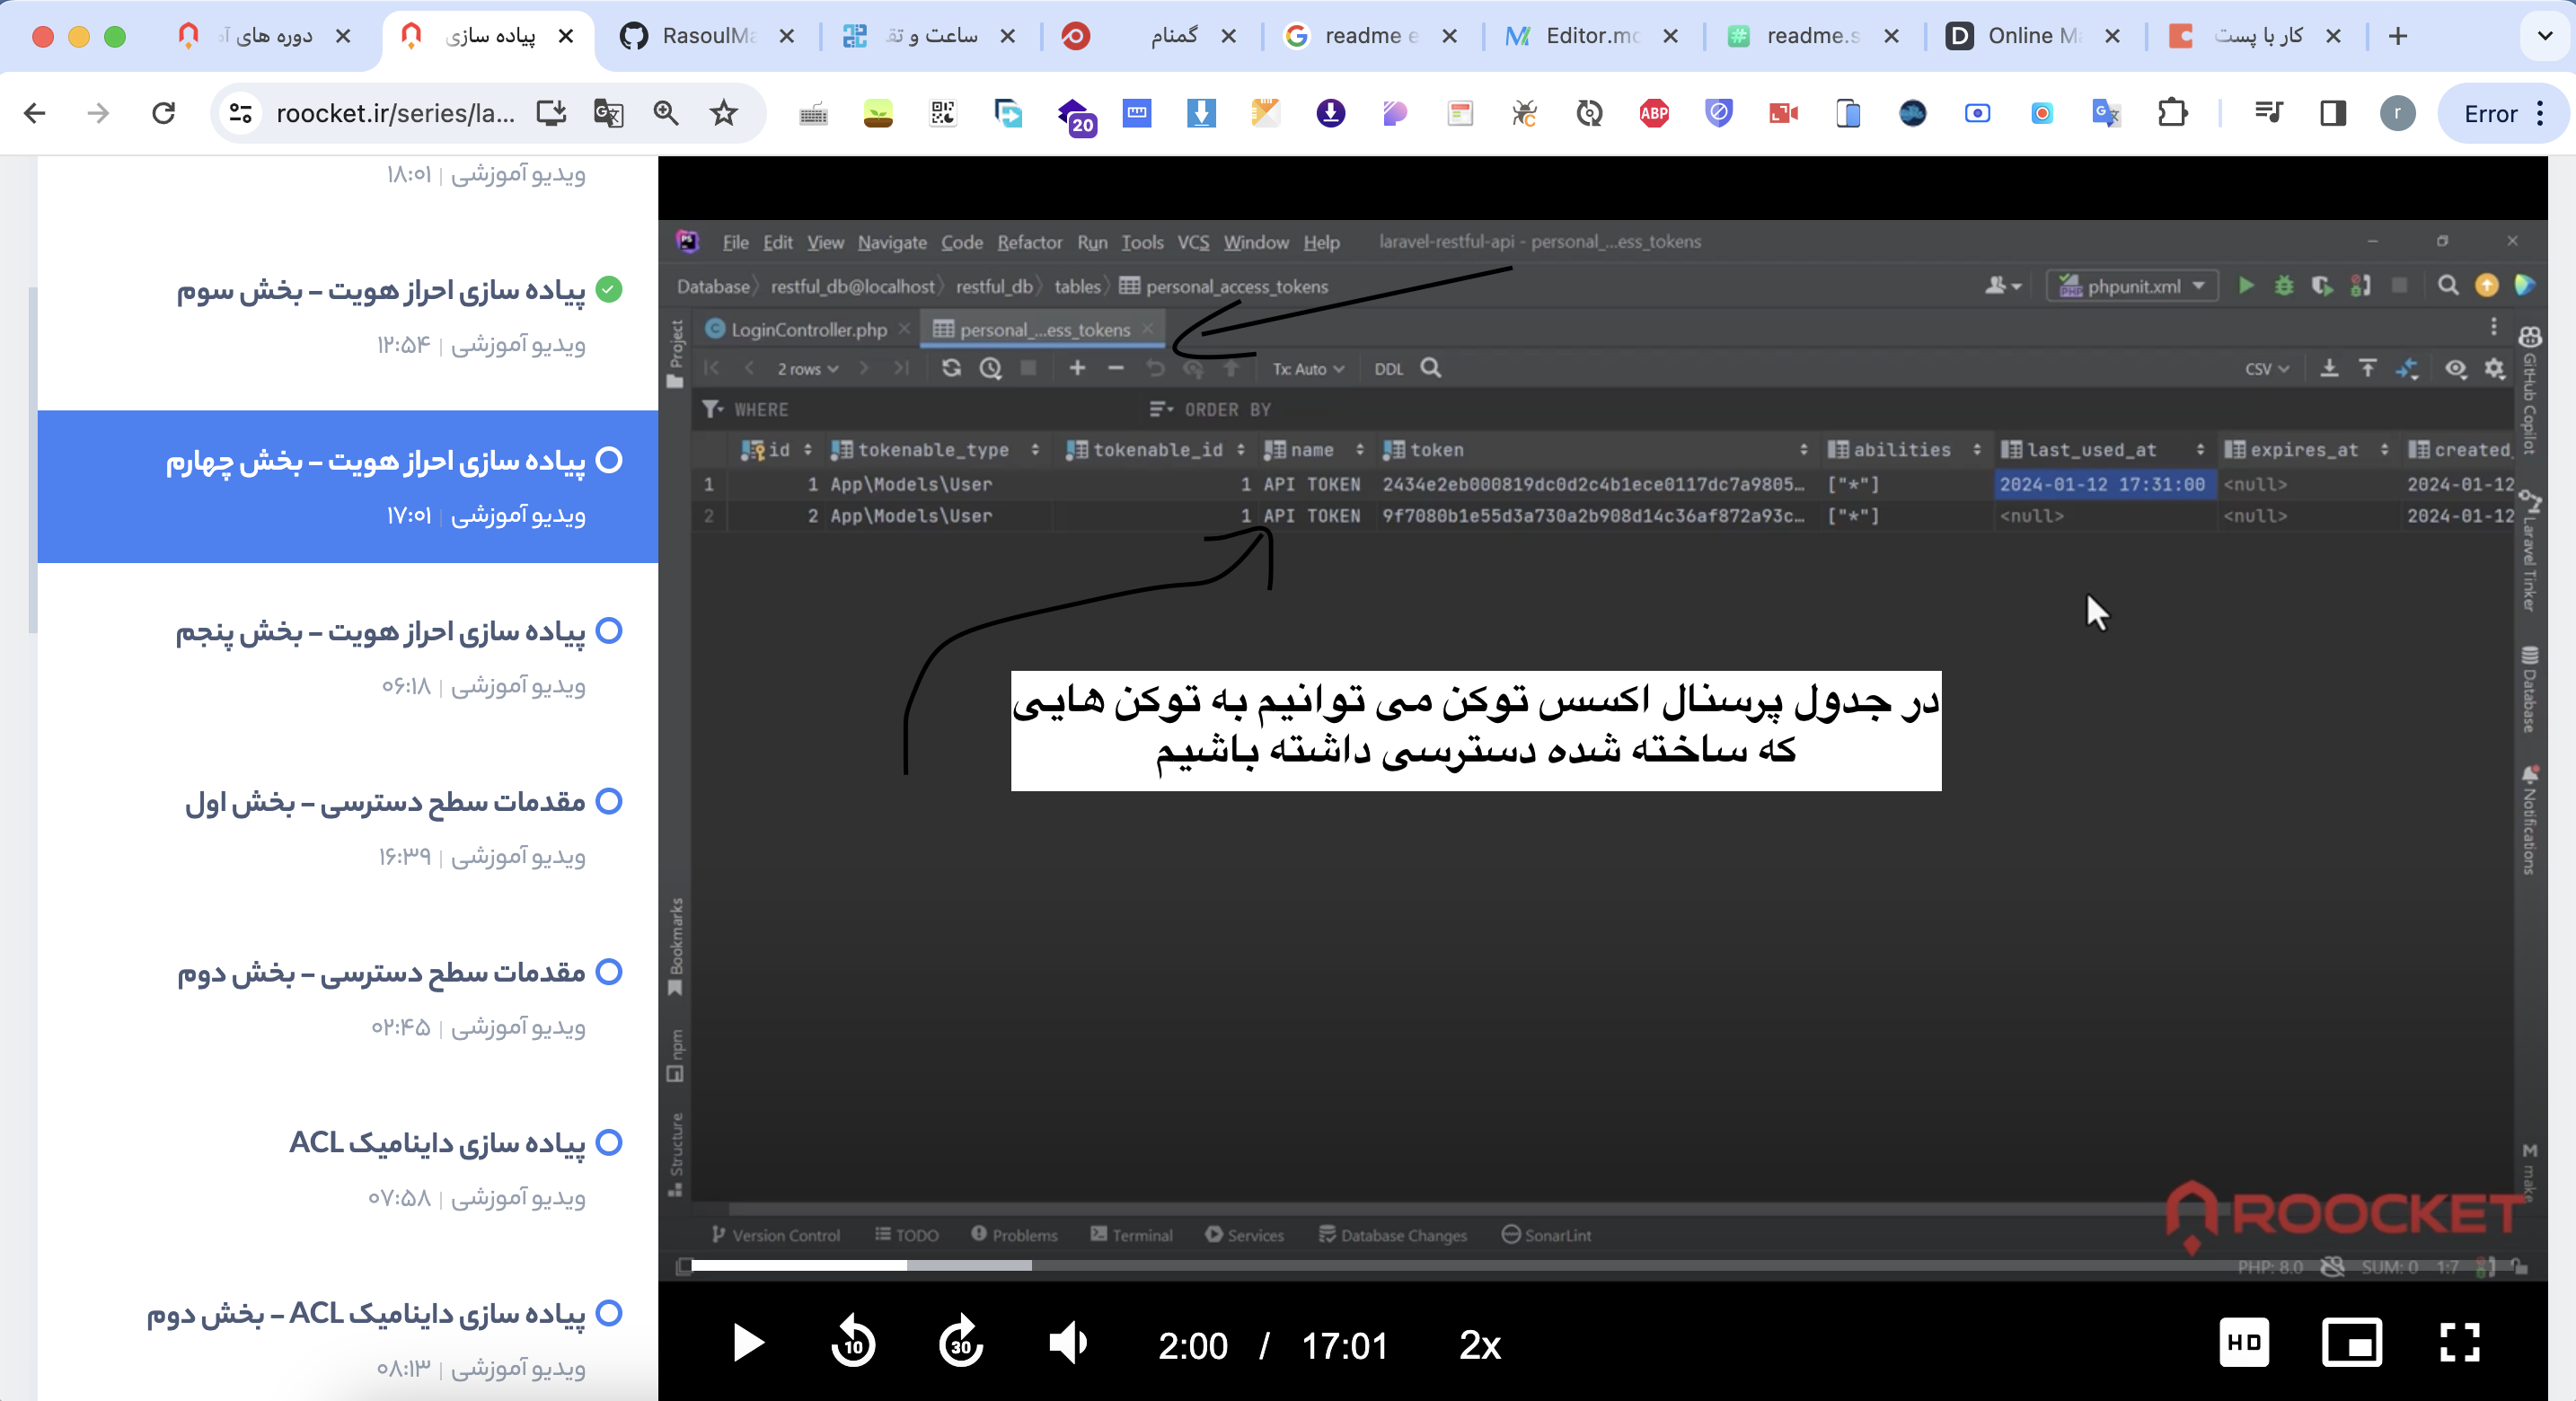 دوره های
پیاده سازی
RasoulMa
ساعت و تق
گمنام
readme e
Editor.md
readme.s
Online Ma
کار با پست
roocket.ir/series/la...
20
ABP
r
Error
ویدیو آموزشی | ۱۸:۰۱
پیاده سازی احراز هویت – بخش سوم
ویدیو آموزشی | ۱۲:۵۴
پیاده سازی احراز هویت – بخش چهارم
ویدیو آموزشی | ۱۷:۰۱
پیاده سازی احراز هویت – بخش پنجم
ویدیو آموزشی | ۰۶:۱۸
مقدمات سطح دسترسی – بخش اول
ویدیو آموزشی | ۱۶:۳۹
مقدمات سطح دسترسی – بخش دوم
ویدیو آموزشی | ۰۲:۴۵
پیاده سازی داینامیک ACL
ویدیو آموزشی | ۰۷:۵۸
پیاده سازی داینامیک ACL – بخش دوم
ویدیو آموزشی | ۰۸:۱۳
PS File Edit View Navigate Code Refactor Run Tools VCS Window Help laravel-restful-api - personal_...ess_tokens
Database restful_db@localhost restful_db tables personal_access_tokens
phpunit.xml
LoginController.php personal_...ess_tokens
2 rows Tx: Auto DDL CSV
WHERE ORDER BY
id tokenable_type tokenable_id name token abilities last_used_at expires_at created_
1 1 App\Models\User 1 API TOKEN 2434e2eb000819dc0d2c4b1ece0117dc7a9805… ["*"] 2024-01-12 17:31:00 <null> 2024-01-12
2 2 App\Models\User 1 API TOKEN 9f7080b1e55d3a730a2b908d14c36af872a93c… ["*"] <null> <null> 2024-01-12
در جدول پرسنال اکسس توکن می توانیم به توکن هایی
که ساخته شده دسترسی داشته باشیم
Project
Bookmarks
npm
Structure
GitHub Copilot
Laravel Tinker
Database
Notifications
M make
ROOCKET
Version Control TODO Problems Terminal Services Database Changes SonarLint
PHP: 8.0 SUM: 0 1:7
10 30 2:00 / 17:01 2x HD